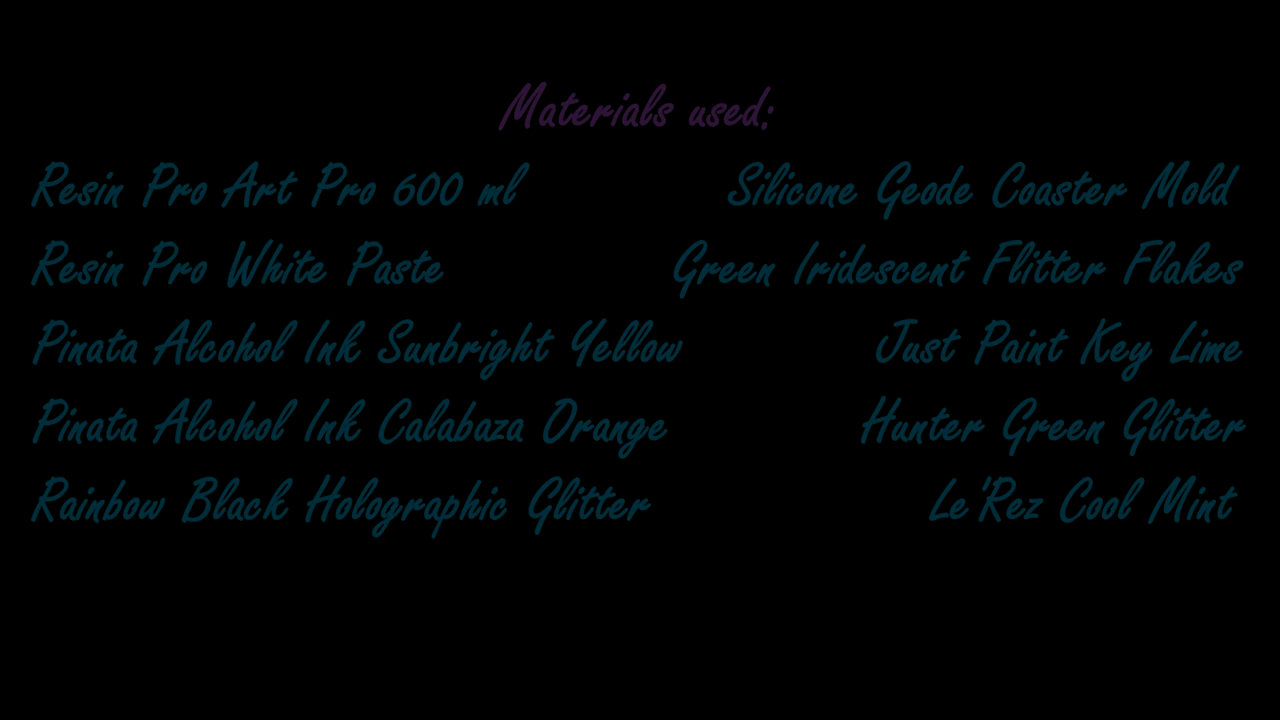 Materials used:
Resin Pro Art Pro 600 ml
Resin Pro White Paste
Pinata Alcohol Ink Sunbright Yellow
Pinata Alcohol Ink Calabaza Orange
Rainbow Black Holographic Glitter
Silicone Geode Coaster Mold
Green Iridescent Flitter Flakes
Just Paint Key Lime
Hunter Green Glitter
Le'Rez Cool Mint